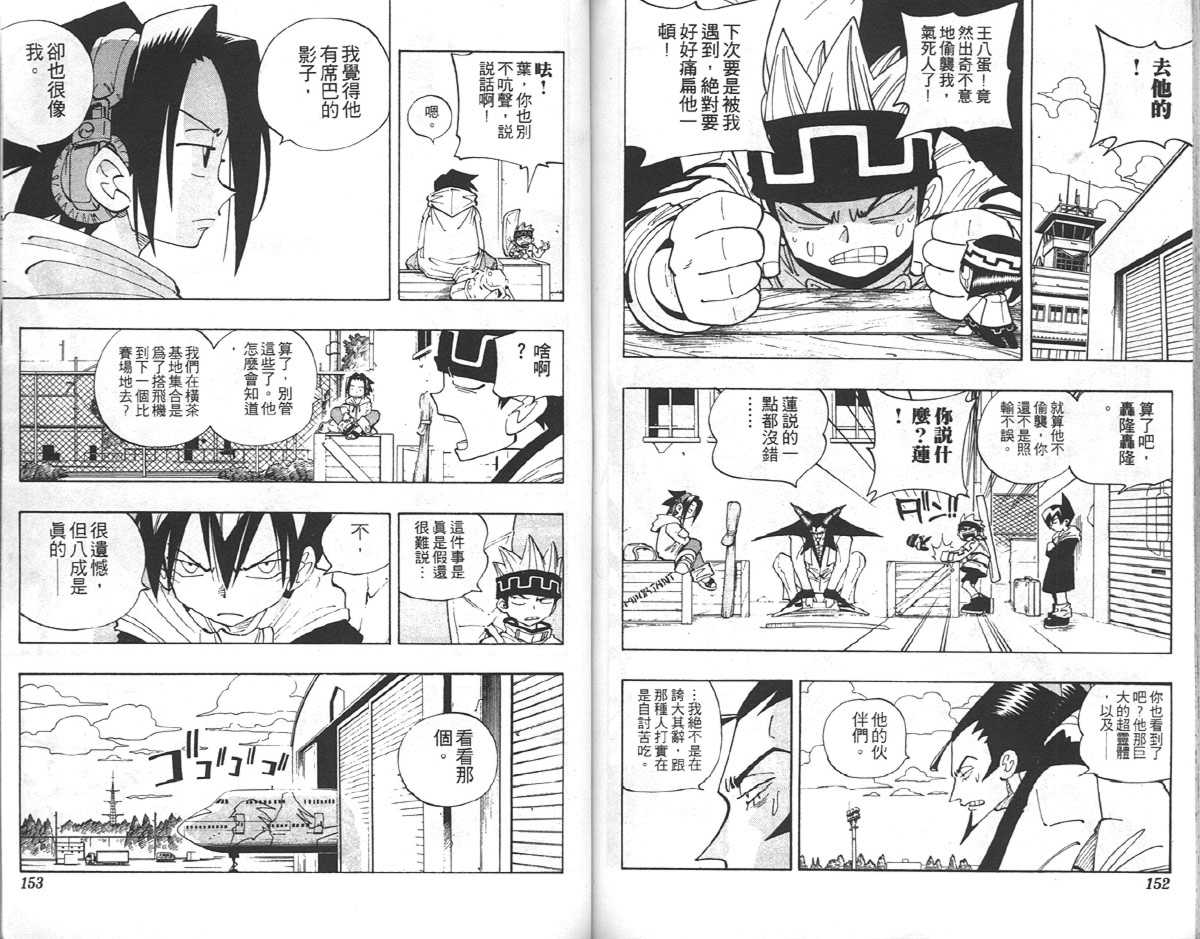 去他的
！
王八蛋！竟
然出奇不意
地偷襲我，
氣死人了！
下次要是被我
遇到，絕對要
好好痛扁他一
頓！
算了吧，
轟隆轟隆
。
就算他不
偷襲，你
還不是照
輸不誤。
你說什
麼？蓮
！
蓮說的一
點都沒錯
……
ダンッ!!
IMPORTANT
你也看到了
吧？他那巨
大的超靈體
，以及
他的伙
伴們。
…我絕不是在
誇大其辭，跟
那種人打實在
是自討苦吃。
152
呿！
葉，你也別
不吭聲，說
說話啊！
嗯。
我覺得他
有席巴的
影子，
卻也很像
我。
啥啊
？
算了，別管
這些了。他
怎麼會知道
，
我們在橫茶
基地集合是
為了搭飛機
到下一個比
賽場地去？
這件事是
真是假還
很難說…
不，
很遺憾，
但八成是
真的
看看那
個。
ゴゴゴゴゴ
153